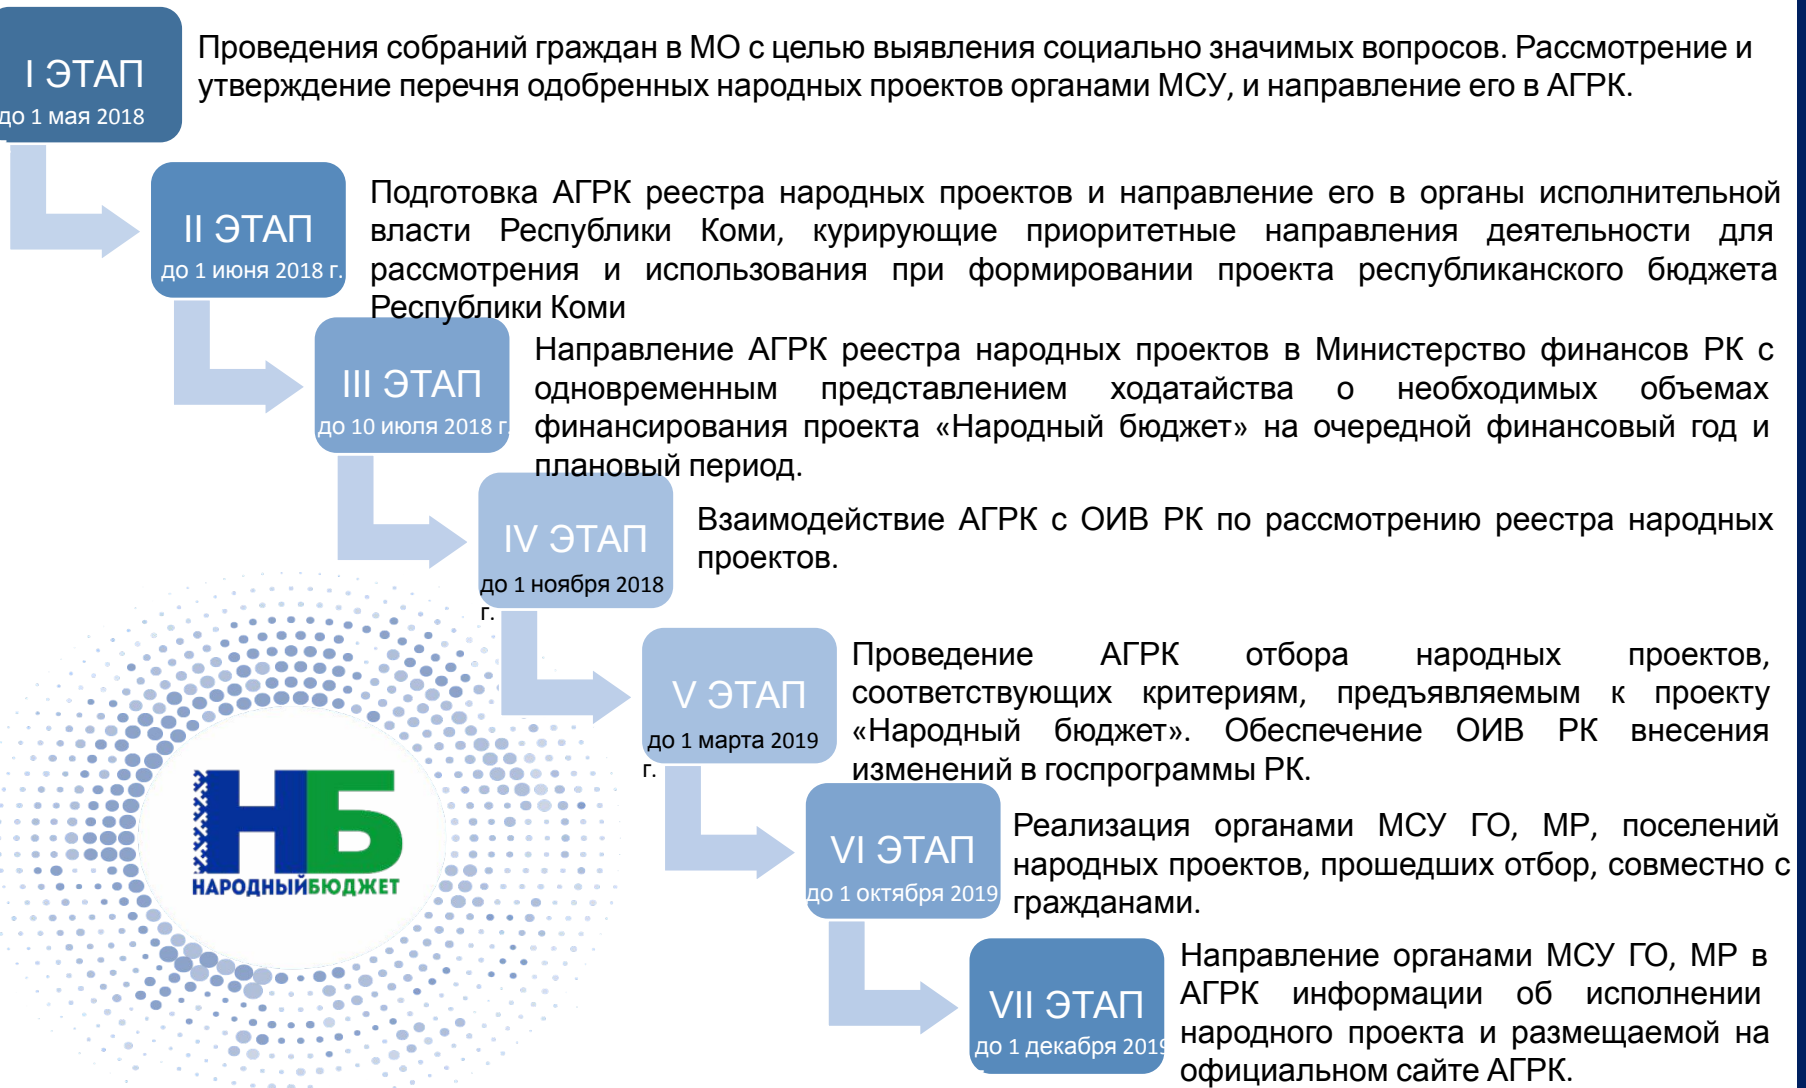 I ЭТАП
до 1 мая 2018
Проведения собраний граждан в МО с целью выявления социально значимых вопросов. Рассмотрение и
утверждение перечня одобренных народных проектов органами МСУ, и направление его в АГРК.
II ЭТАП
до 1 июня 2018 г.
Подготовка АГРК реестра народных проектов и направление его в органы исполнительной
власти Республики Коми, курирующие приоритетные направления деятельности для
рассмотрения и использования при формировании проекта республиканского бюджета
Республики Коми
III ЭТАП
до 10 июля 2018 г.
Направление АГРК реестра народных проектов в Министерство финансов РК с
одновременным представлением ходатайства о необходимых объемах
финансирования проекта «Народный бюджет» на очередной финансовый год и
плановый период.
IV ЭТАП
до 1 ноября 2018
г.
Взаимодействие АГРК с ОИВ РК по рассмотрению реестра народных
проектов.
V ЭТАП
до 1 марта 2019
г.
Проведение АГРК отбора народных проектов,
соответствующих критериям, предъявляемым к проекту
«Народный бюджет». Обеспечение ОИВ РК внесения
изменений в госпрограммы РК.
НБ
НАРОДНЫЙБЮДЖЕТ
VI ЭТАП
до 1 октября 2019
Реализация органами МСУ ГО, МР, поселений
народных проектов, прошедших отбор, совместно с
гражданами.
VII ЭТАП
до 1 декабря 2019
Направление органами МСУ ГО, МР в
АГРК информации об исполнении
народного проекта и размещаемой на
официальном сайте АГРК.